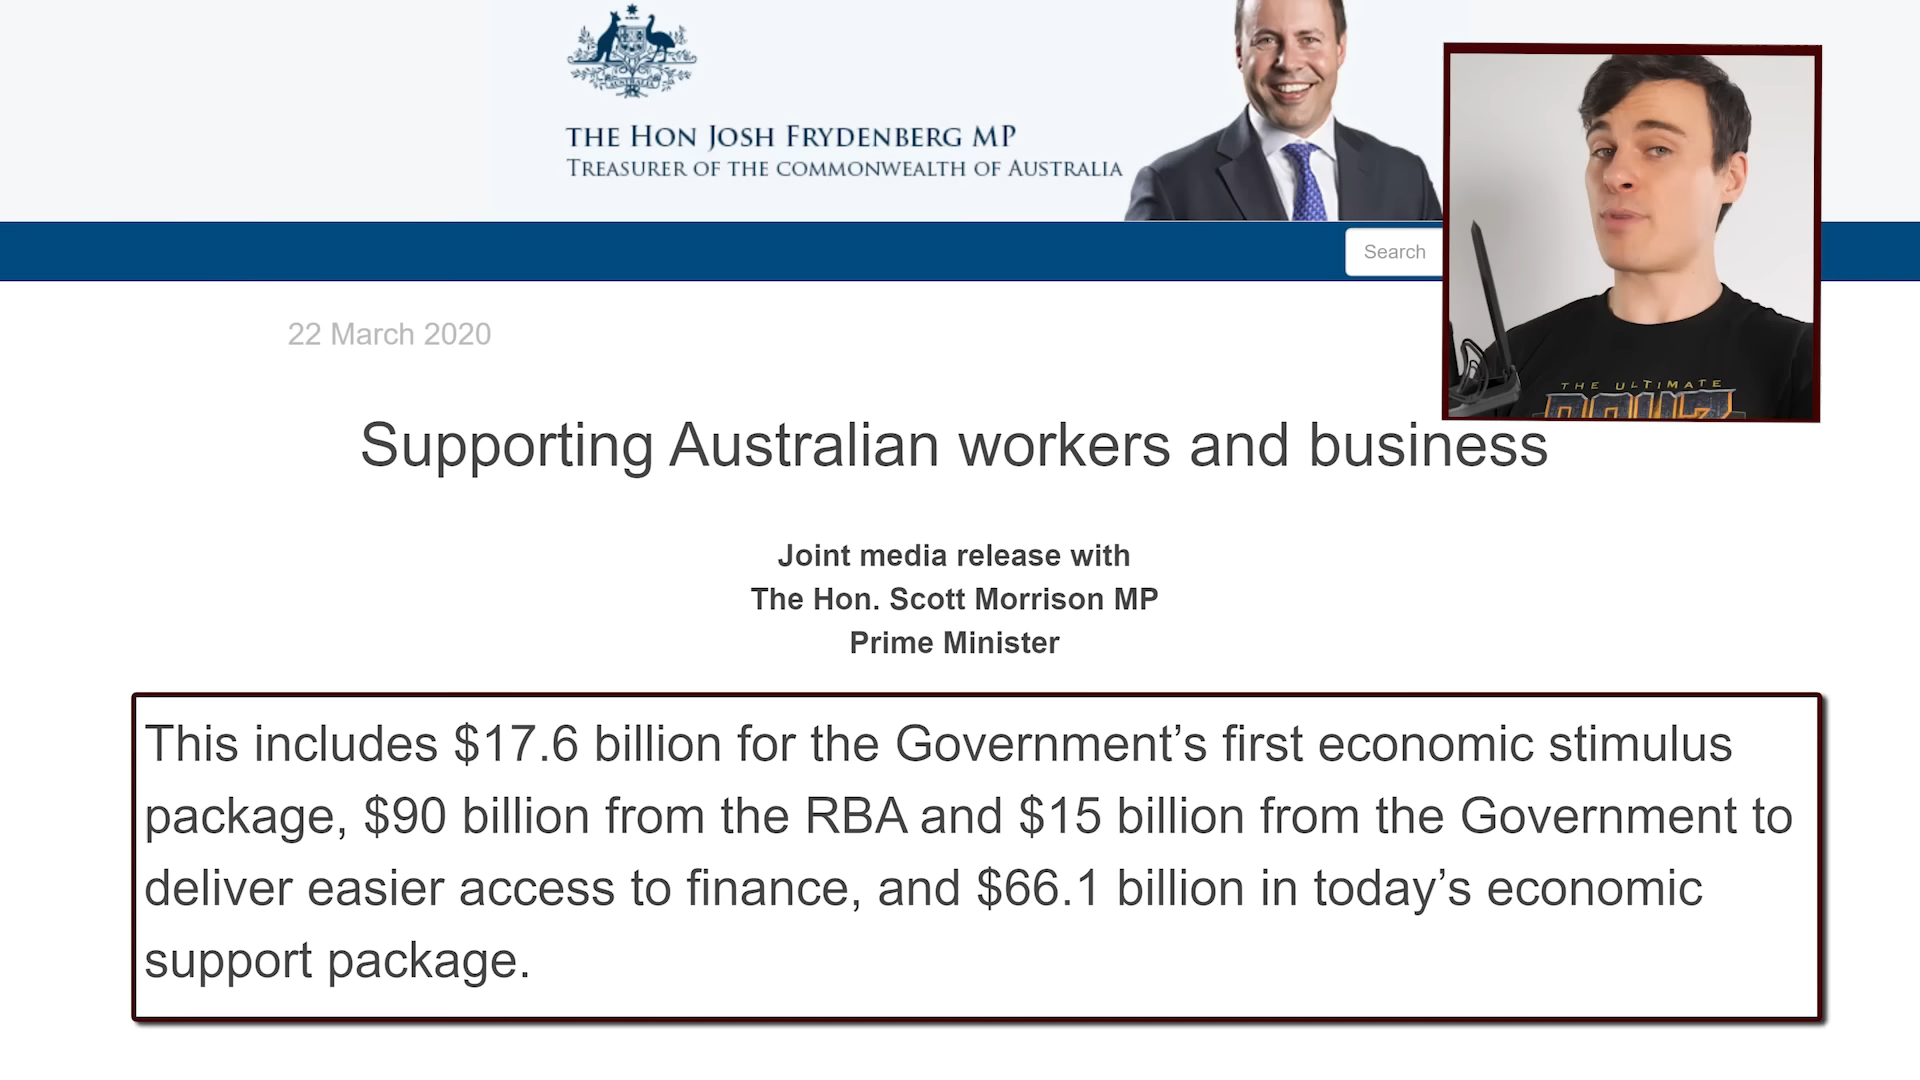 AUSTRALIA
THE HON JOSH FRYDENBERG MP
TREASURER OF THE COMMONWEALTH OF AUSTRALIA
Search
22 March 2020
THE ULTIMATE
Supporting Australian workers and business
Joint media release with
The Hon. Scott Morrison MP
Prime Minister
This includes $17.6 billion for the Government’s first economic stimulus
package, $90 billion from the RBA and $15 billion from the Government to
deliver easier access to finance, and $66.1 billion in today’s economic
support package.